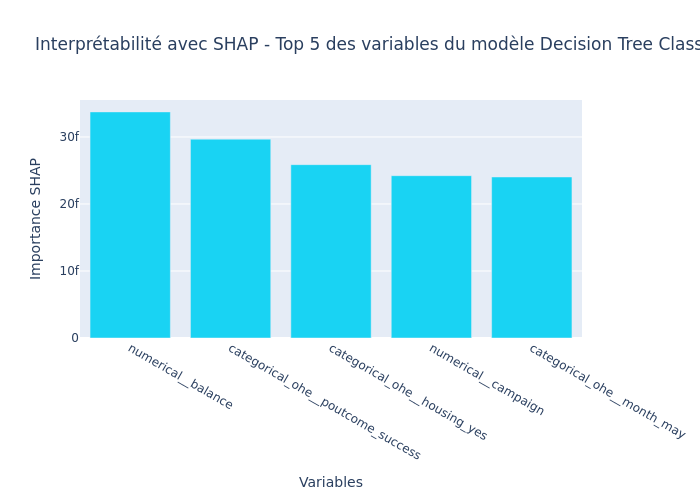 Interprétabilité avec SHAP - Top 5 des variables du modèle Decision Tree Class
Importance SHAP
30f
20f
10f
0
numerical__balance
categorical_ohe__poutcome_success
categorical_ohe__housing_yes
numerical__campaign
categorical_ohe__month_may
Variables